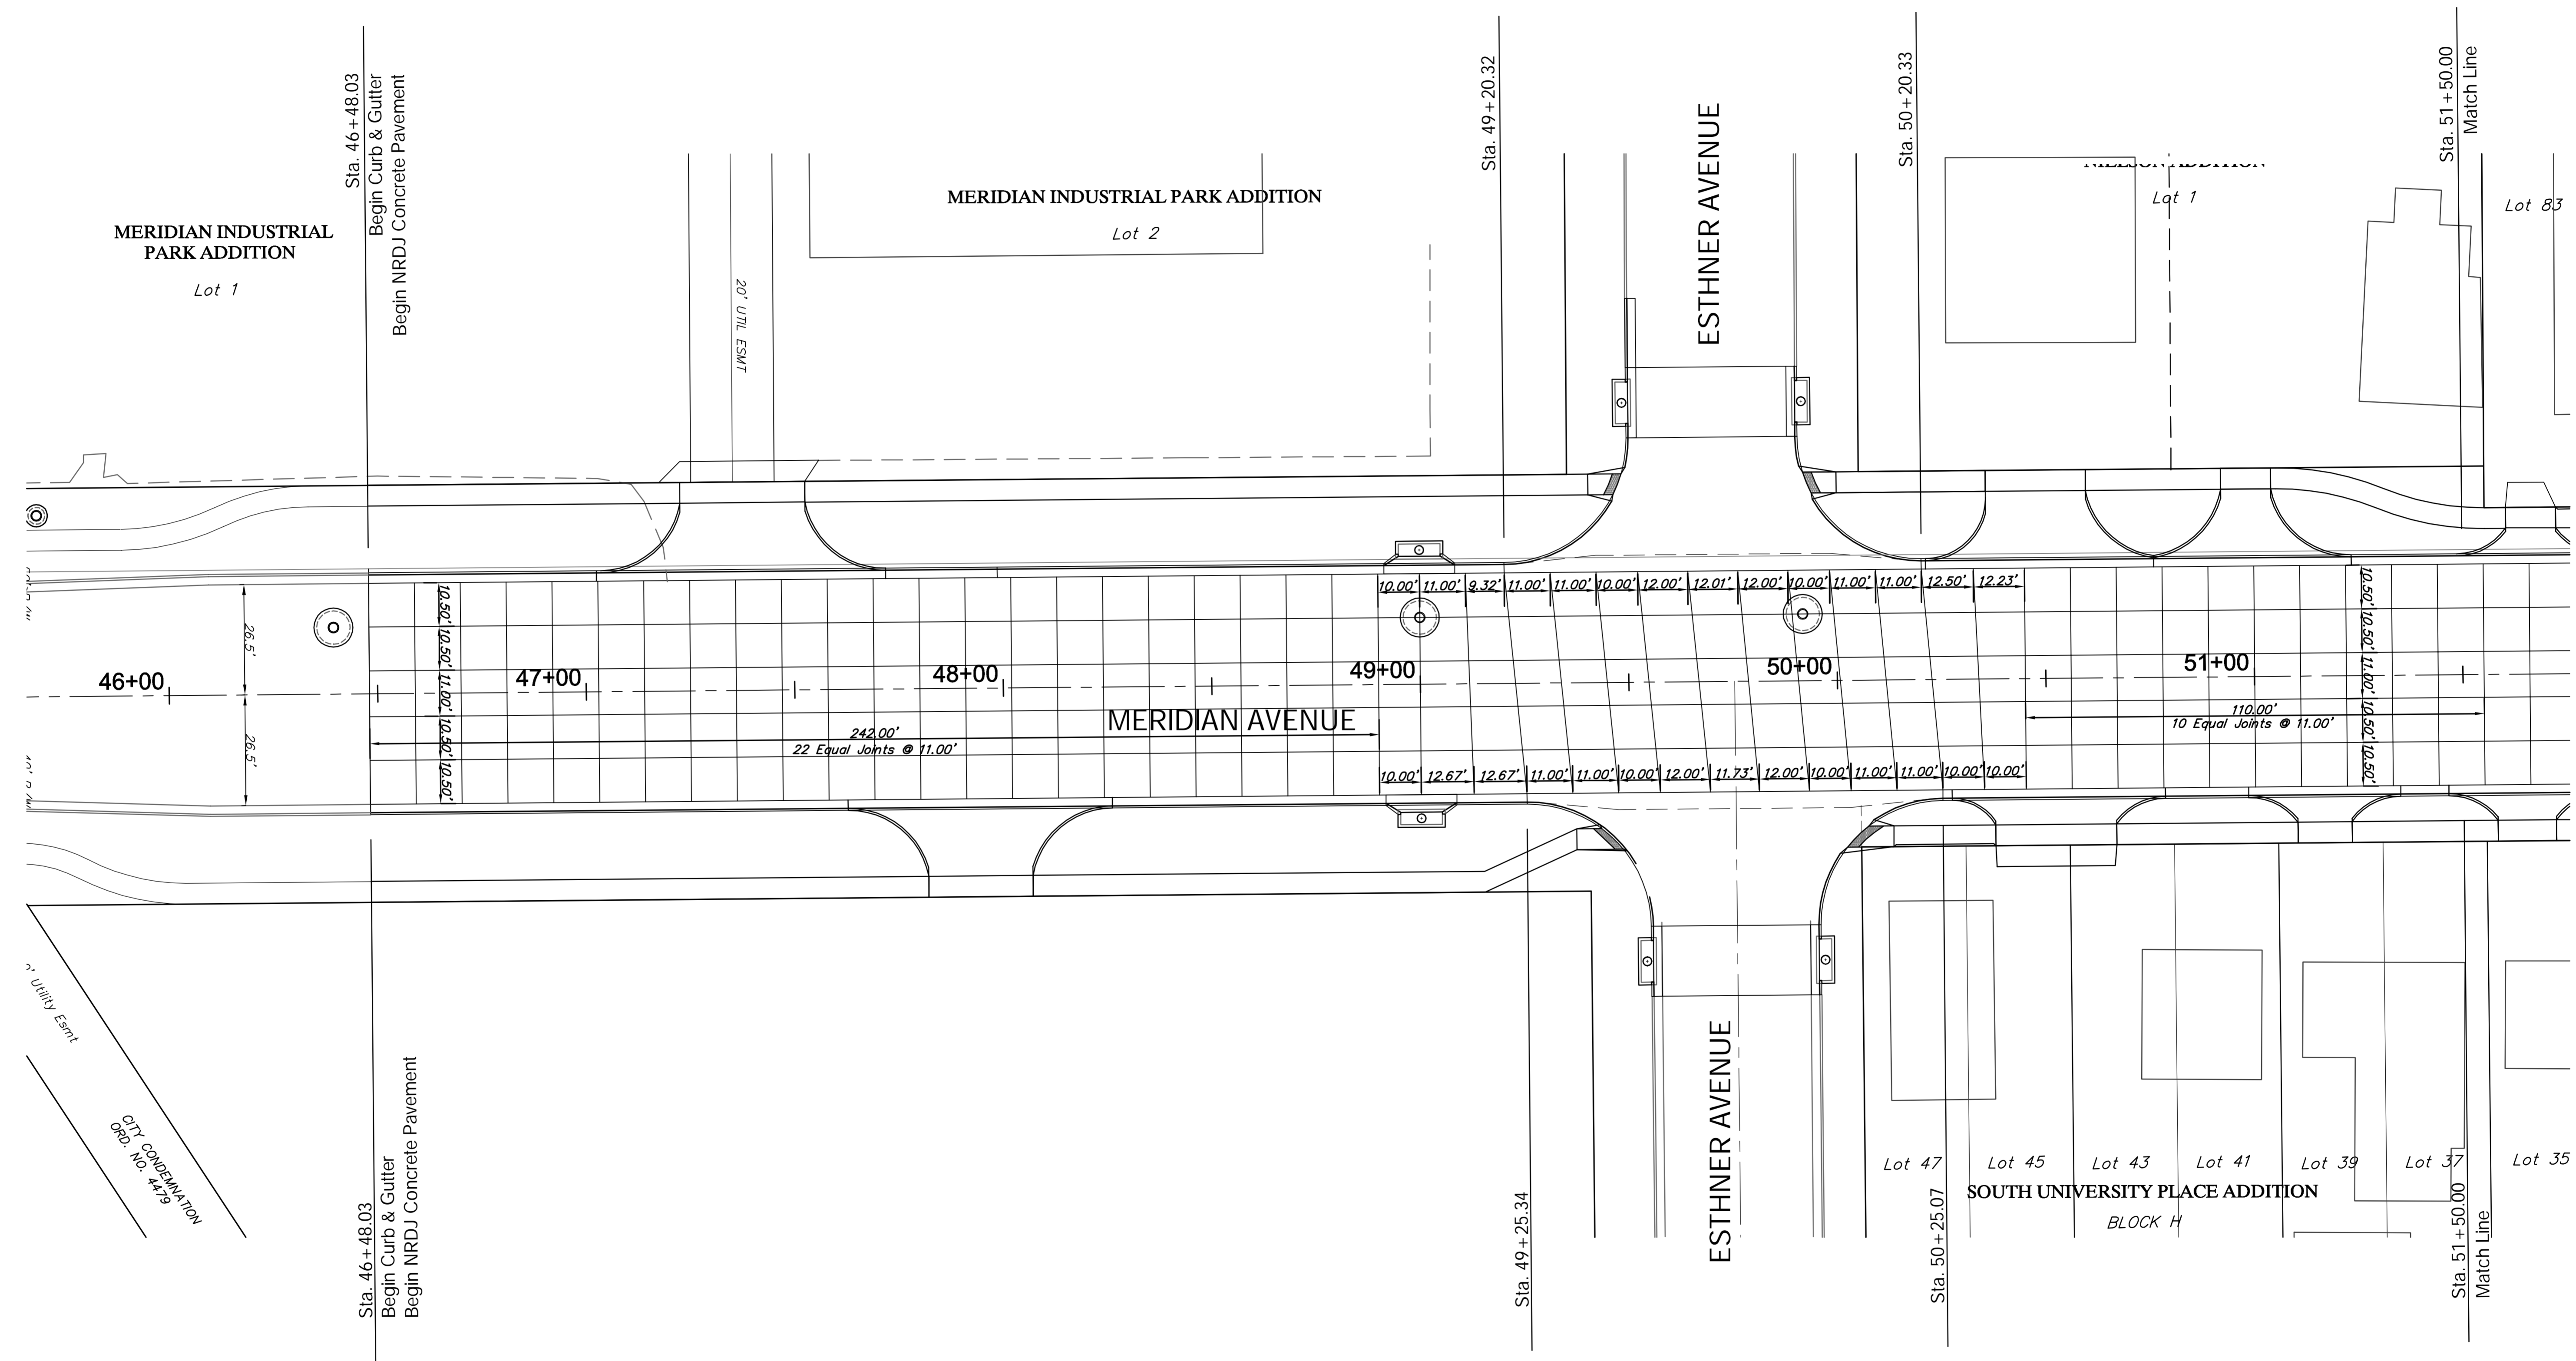 Sta. 46+48.03
Begin Curb & Gutter
Begin NRDJ Concrete Pavement
Sta. 49+20.32
ESTHNER AVENUE
Sta. 50+20.33
Sta. 51+50.00
Match Line
MERIDIAN INDUSTRIAL
PARK ADDITION
Lot 1
MERIDIAN INDUSTRIAL PARK ADDITION
Lot 2
20' UTIL ESMT
NIELSON ADDITION
Lot 1
Lot 83
10.00' 11.00' 9.32' 11.00' 11.00' 10.00' 12.00' 12.01' 12.00' 10.00' 11.00' 11.00' 12.50' 12.23'
26.5'
26.5'
10.50' 10.50' 11.00' 10.50' 10.50'
10.50' 10.50' 11.00' 10.50' 10.50'
46+00 47+00 48+00 49+00 50+00 51+00
MERIDIAN AVENUE
242.00'
22 Equal Joints @ 11.00'
110.00'
10 Equal Joints @ 11.00'
10.00' 12.67' 12.67' 11.00' 11.00' 10.00' 12.00' 11.73' 12.00' 10.00' 11.00' 11.00' 10.00' 10.00'
' Utility Esmt
CITY CONDEMNATION
ORD. NO. 4479
Sta. 46+48.03
Begin Curb & Gutter
Begin NRDJ Concrete Pavement
Sta. 49+25.34
ESTHNER AVENUE
Sta. 50+25.07
Lot 47 Lot 45 Lot 43 Lot 41 Lot 39 Lot 37 Lot 35
SOUTH UNIVERSITY PLACE ADDITION
BLOCK H
Sta. 51+50.00
Match Line